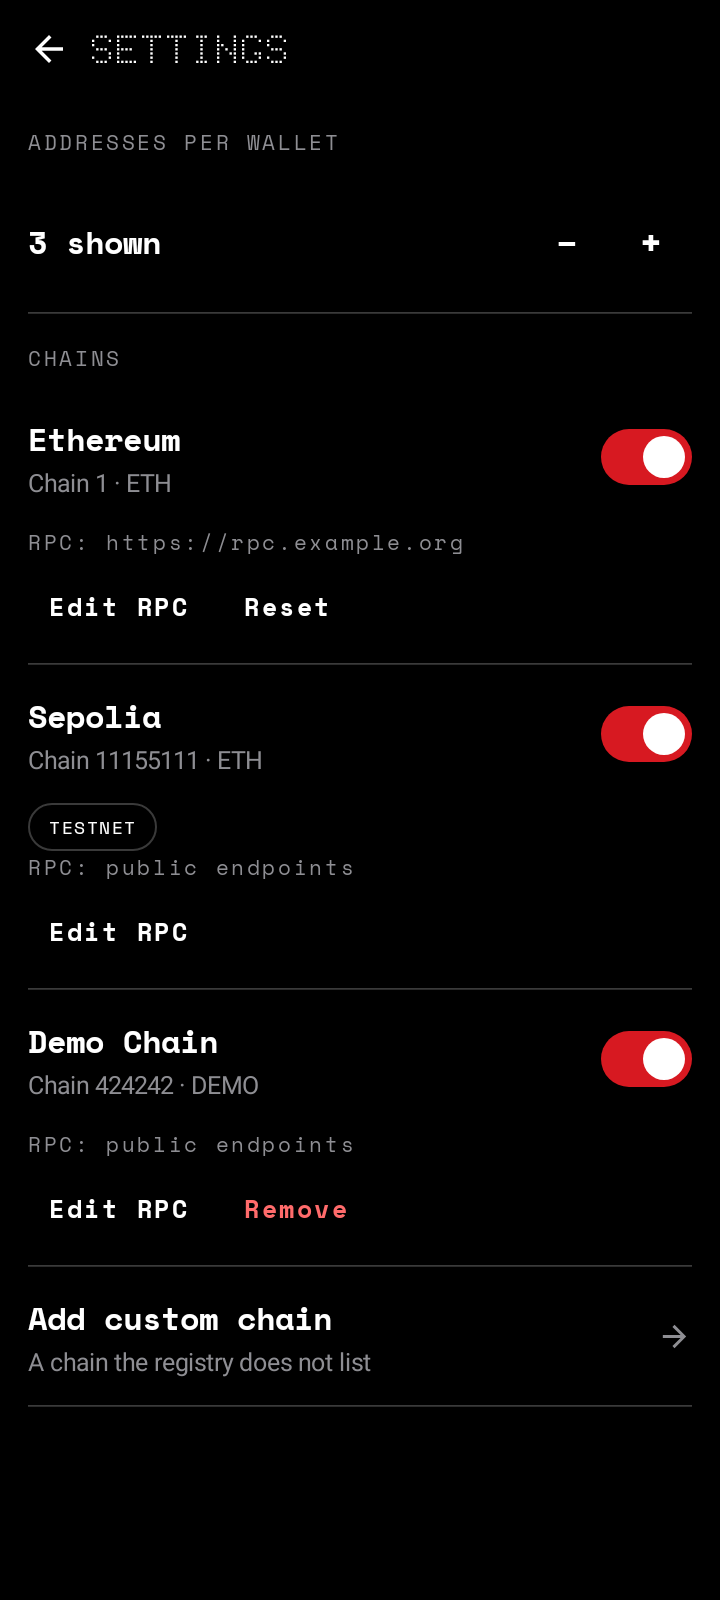 SETTINGS
ADDRESSES PER WALLET
3 shown − +
CHAINS
Ethereum
Chain 1 · ETH
RPC: https://rpc.example.org
Edit RPC Reset
Sepolia
Chain 11155111 · ETH
TESTNET
RPC: public endpoints
Edit RPC
Demo Chain
Chain 424242 · DEMO
RPC: public endpoints
Edit RPC Remove
Add custom chain
A chain the registry does not list